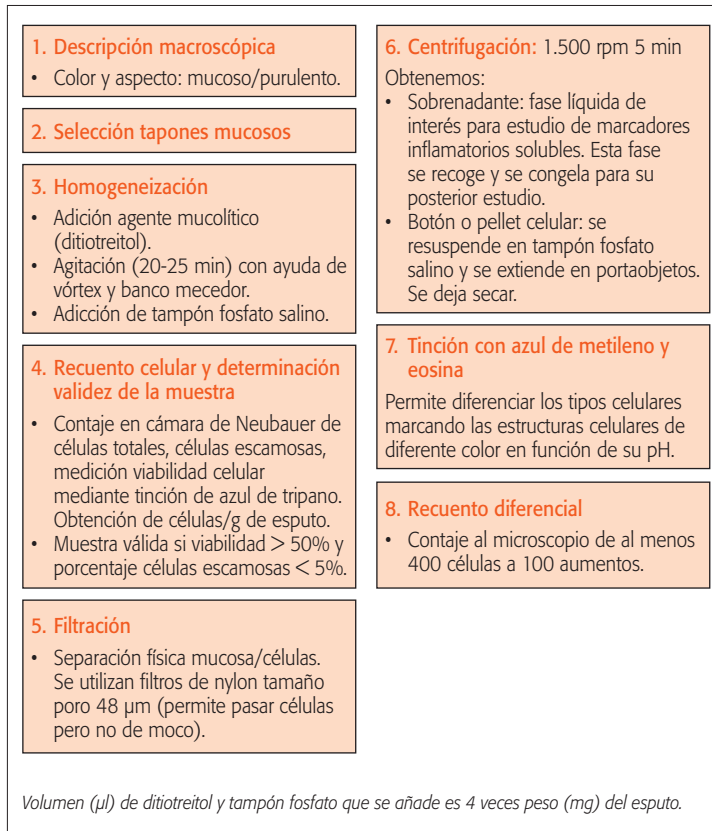 1. Descripción macroscópica
• Color y aspecto: mucoso/purulento.
2. Selección tapones mucosos
3. Homogeneización
• Adición agente mucolítico
(ditiotreitol).
• Agitación (20-25 min) con ayuda de
vórtex y banco mecedor.
• Adicción de tampón fosfato salino.
4. Recuento celular y determinación
validez de la muestra
• Contaje en cámara de Neubauer de
células totales, células escamosas,
medición viabilidad celular
mediante tinción de azul de tripano.
Obtención de células/g de esputo.
• Muestra válida si viabilidad > 50% y
porcentaje células escamosas < 5%.
5. Filtración
• Separación física mucosa/células.
Se utilizan filtros de nylon tamaño
poro 48 µm (permite pasar células
pero no de moco).
6. Centrifugación: 1.500 rpm 5 min
Obtenemos:
• Sobrenadante: fase líquida de
interés para estudio de marcadores
inflamatorios solubles. Esta fase
se recoge y se congela para su
posterior estudio.
• Botón o pellet celular: se
resuspende en tampón fosfato
salino y se extiende en portaobjetos.
Se deja secar.
7. Tinción con azul de metileno y
eosina
Permite diferenciar los tipos celulares
marcando las estructuras celulares de
diferente color en función de su pH.
8. Recuento diferencial
• Contaje al microscopio de al menos
400 células a 100 aumentos.
Volumen (µl) de ditiotreitol y tampón fosfato que se añade es 4 veces peso (mg) del esputo.